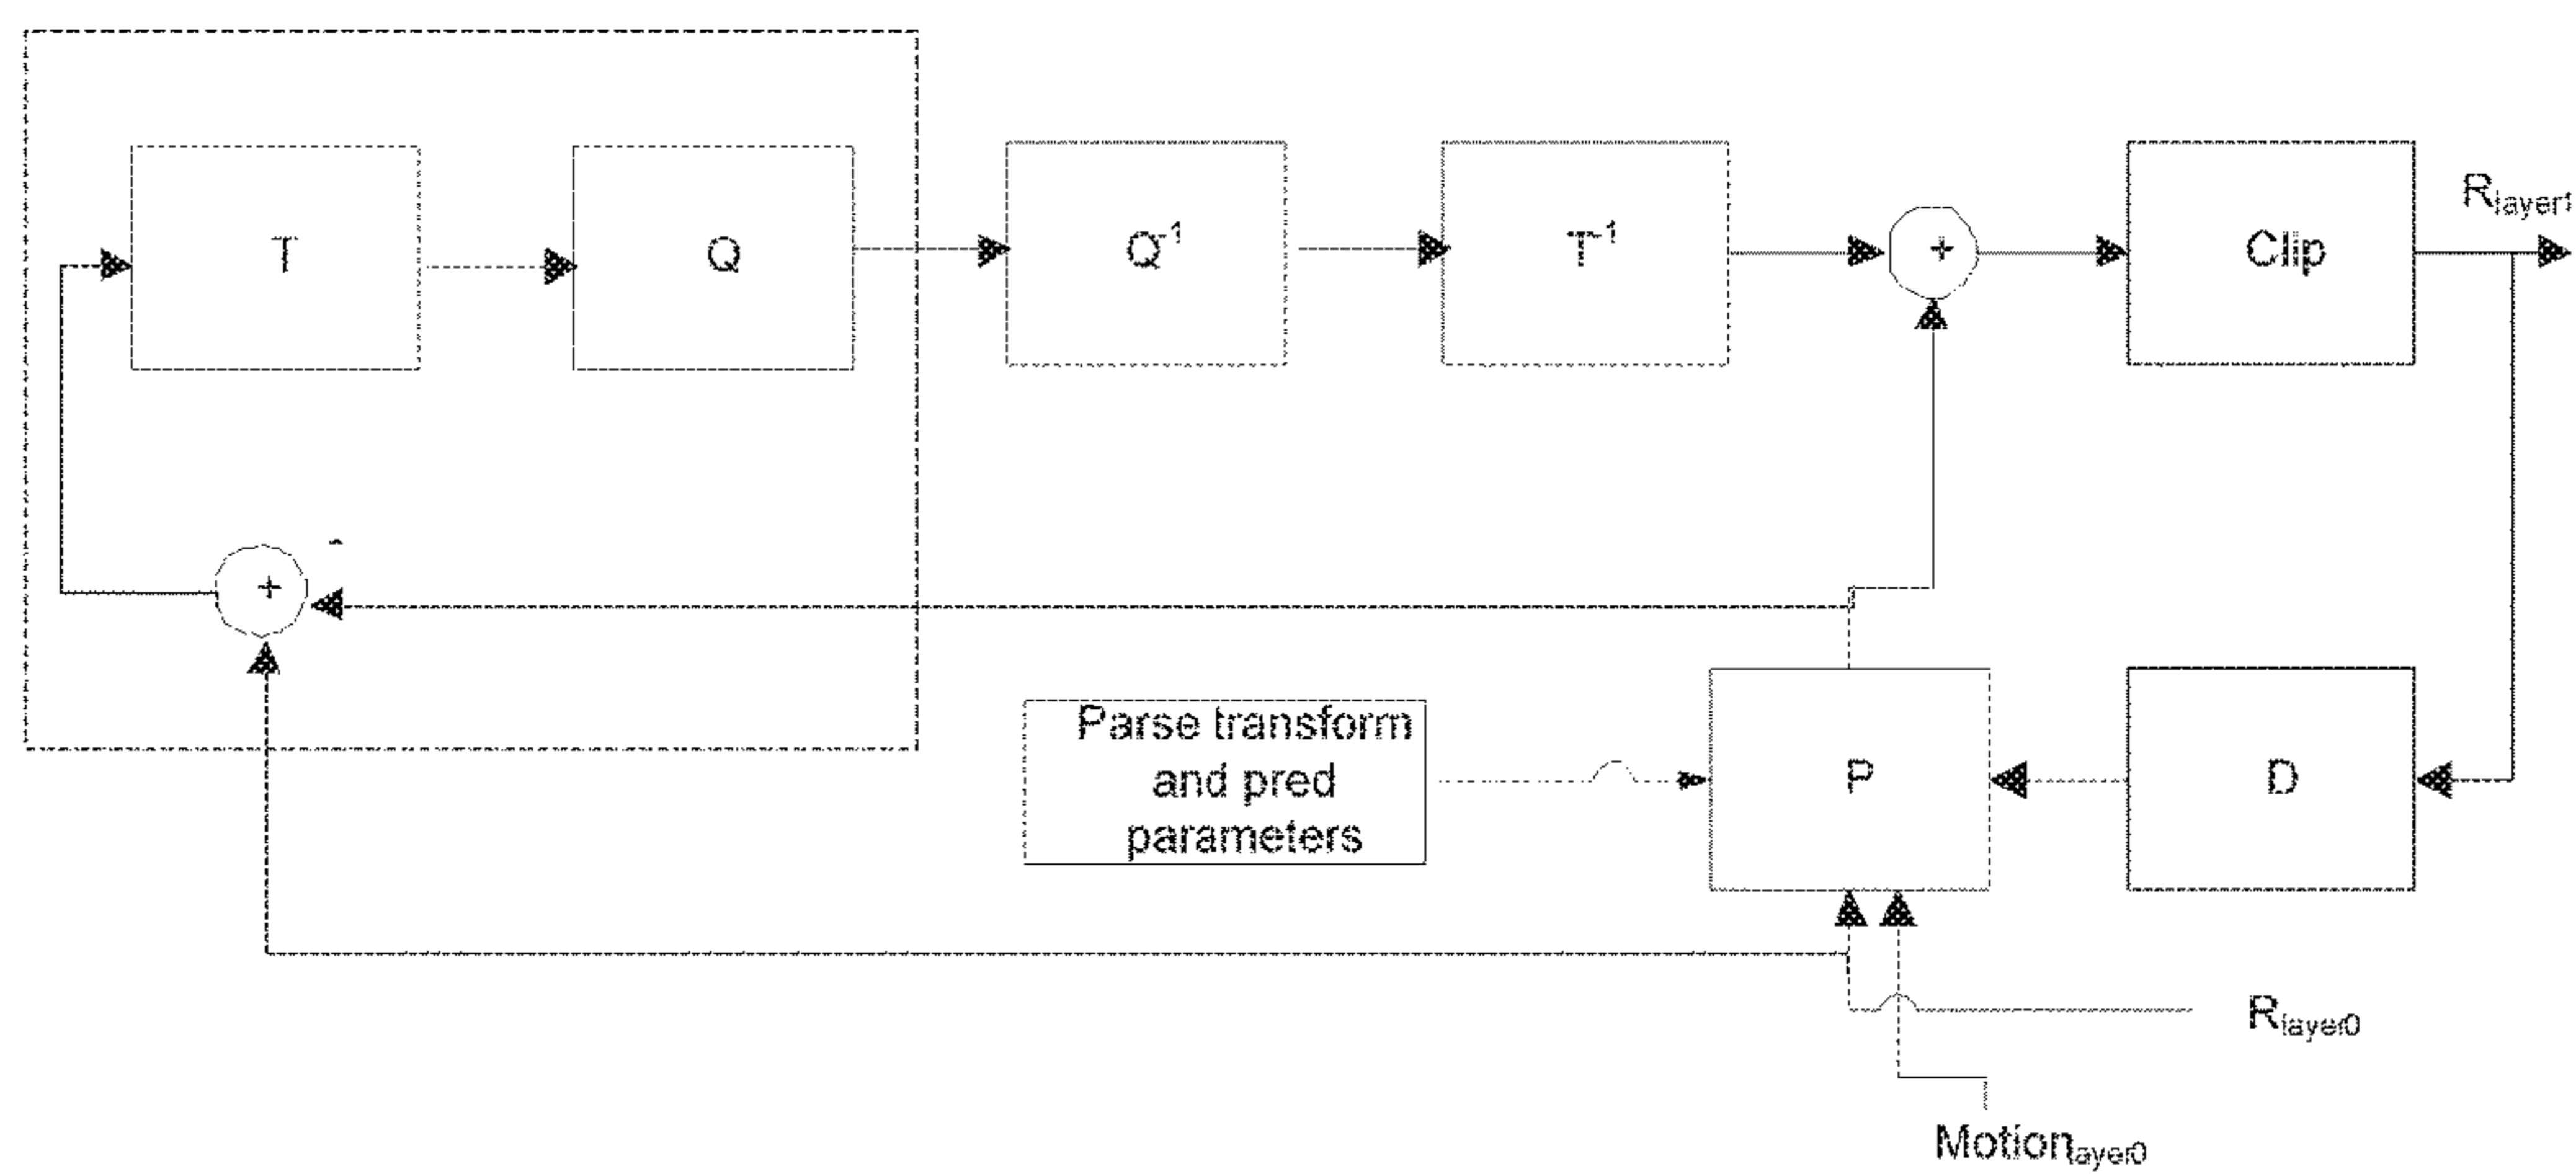 T
Q
Q⁻¹
T⁻¹
+
Clip
R_layer1
+
-
Parse transform
and pred
parameters
P
D
R_layer0
Motion_layer0